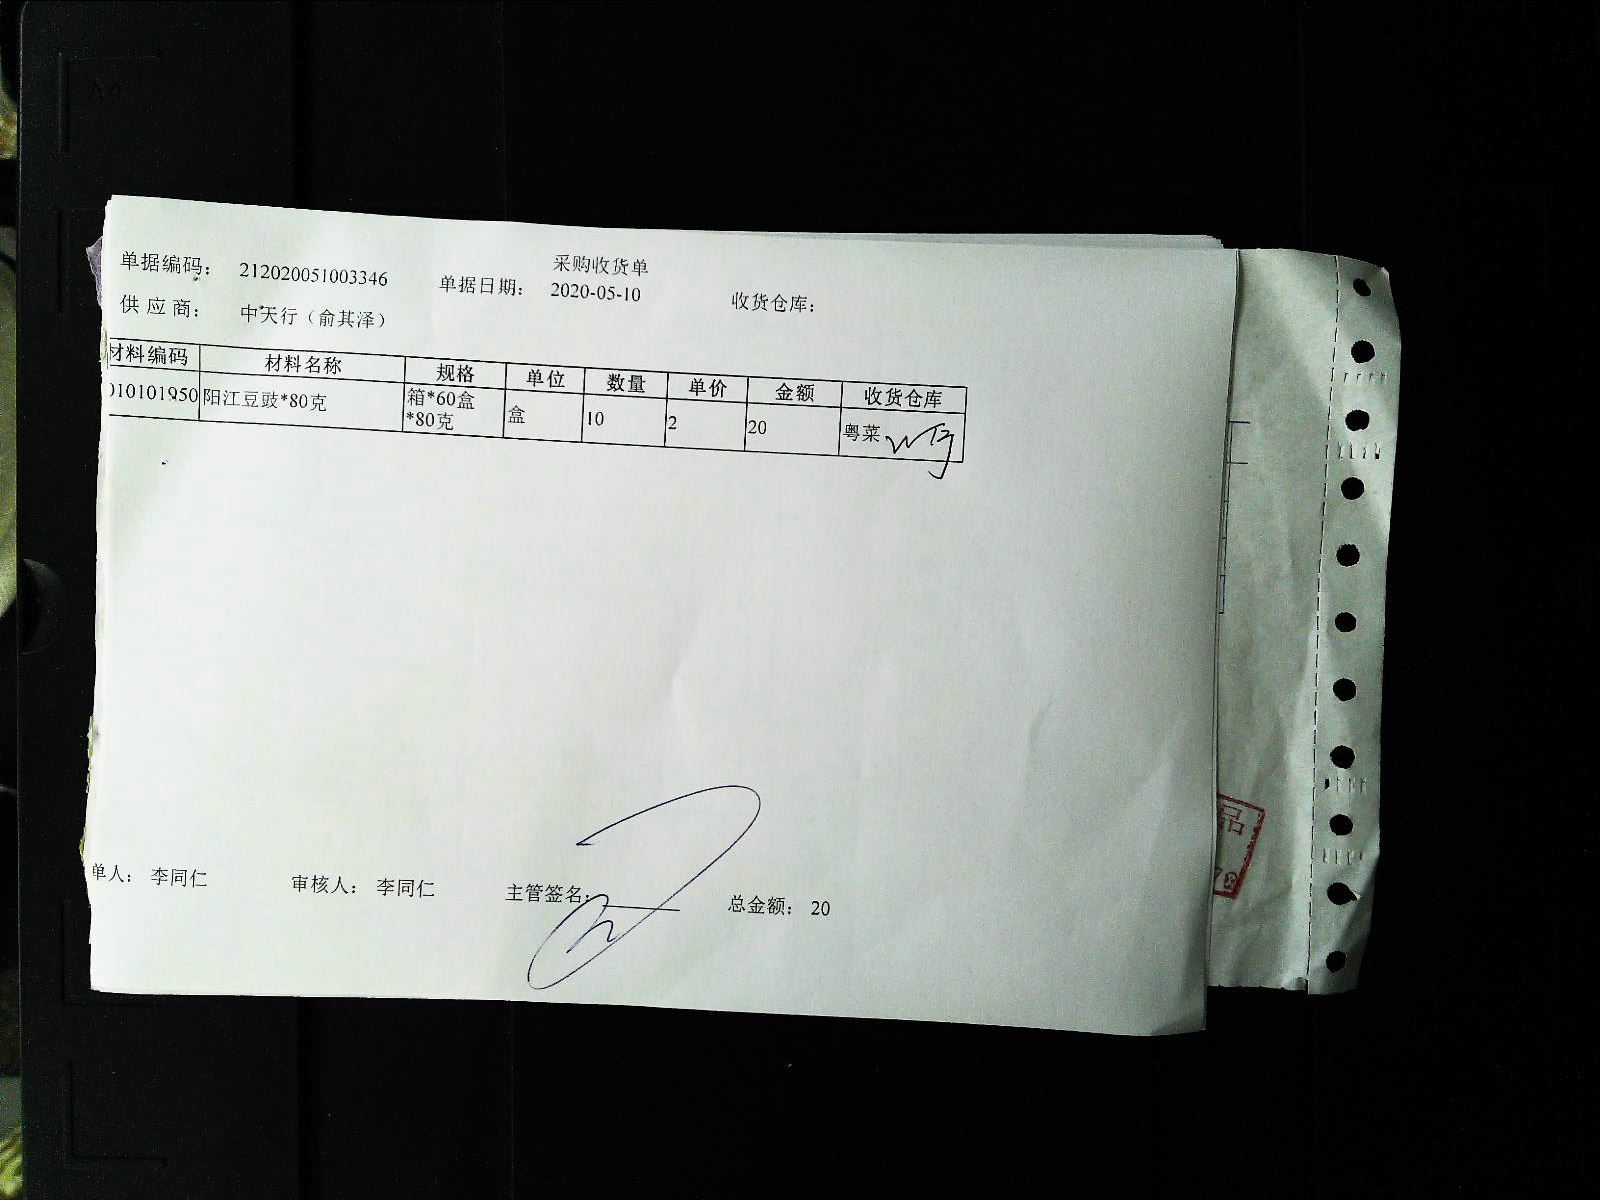 采购收货单
单据编码： 212020051003346 单据日期： 2020-05-10 收货仓库：
供应商： 中天行（俞其泽）
材料编码 材料名称 规格 单位 数量 单价 金额 收货仓库
010101950 阳江豆豉*80克 箱*60盒 盒 10 2 20 粤菜
*80克
单人： 李同仁 审核人： 李同仁 主管签名： 总金额： 20
品